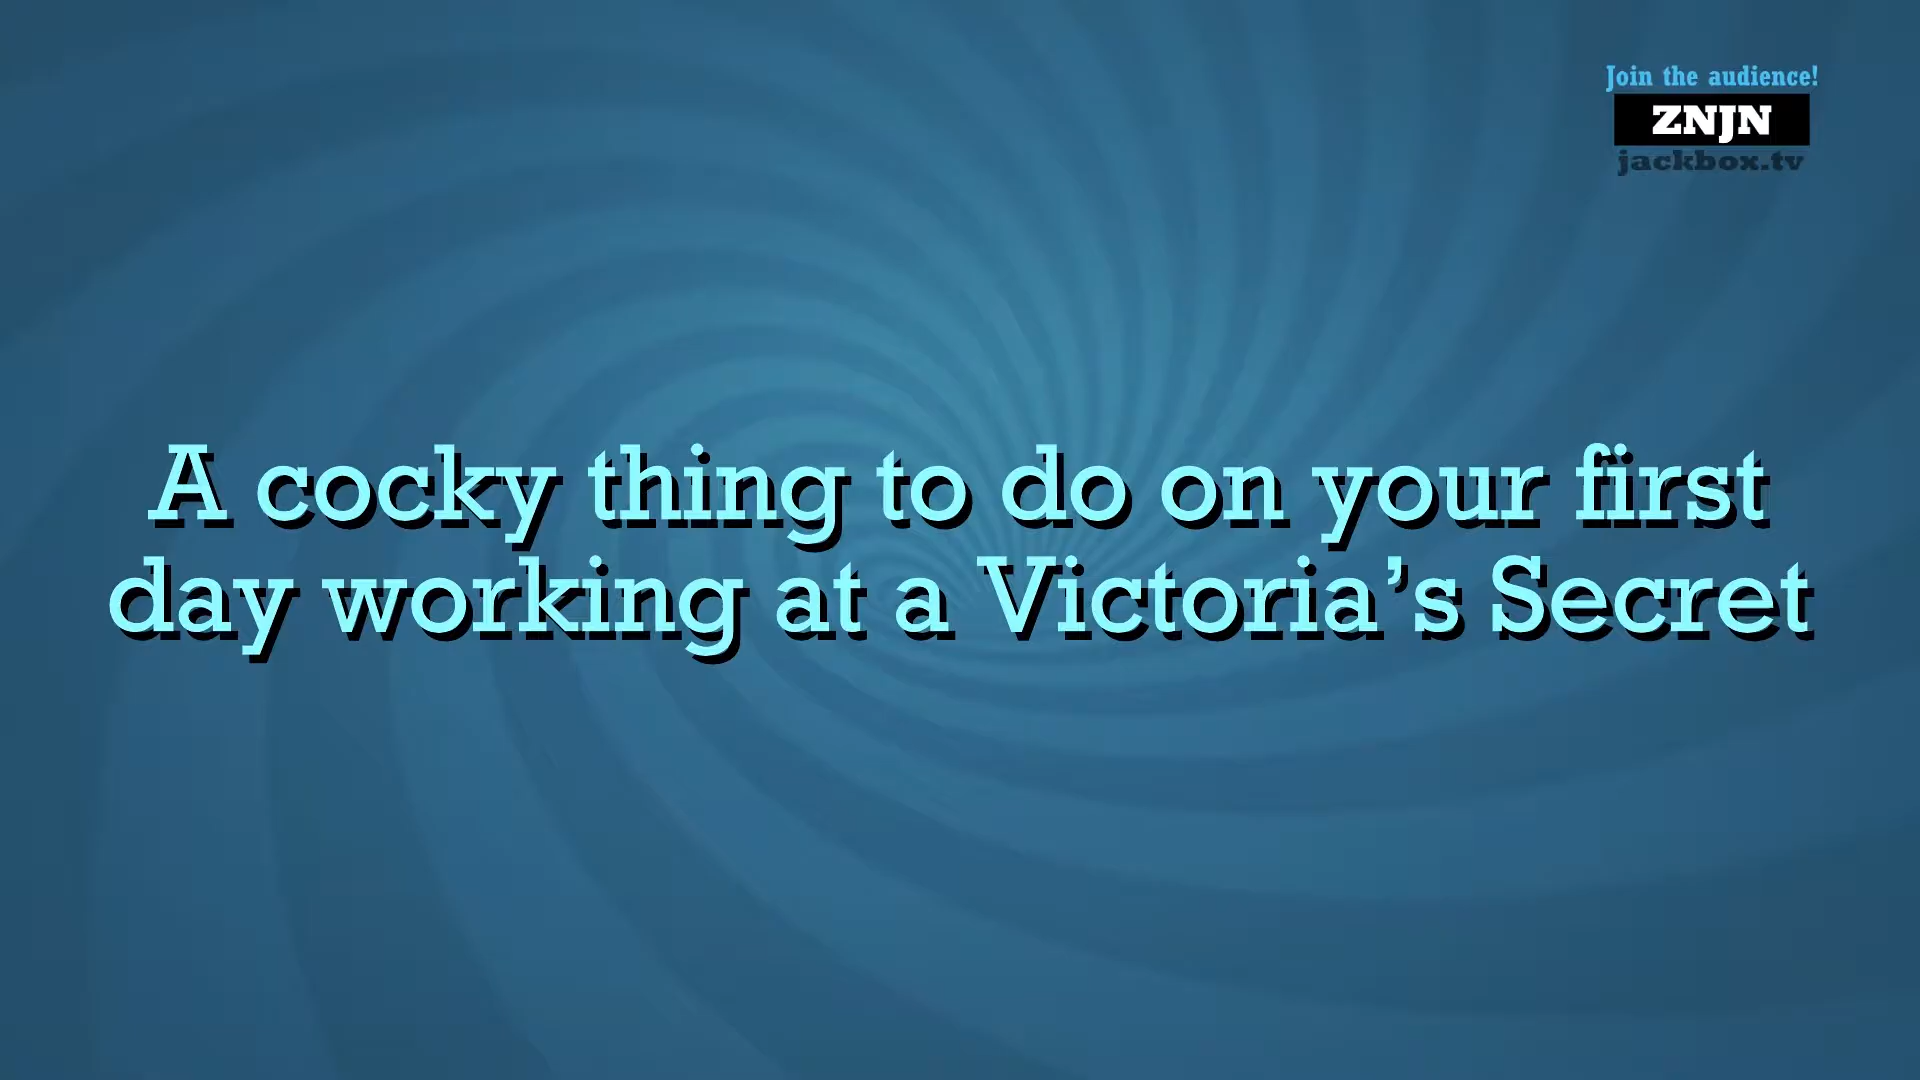 Join the audience!
ZNJN
jackbox.tv
A cocky thing to do on your first
day working at a Victoria’s Secret